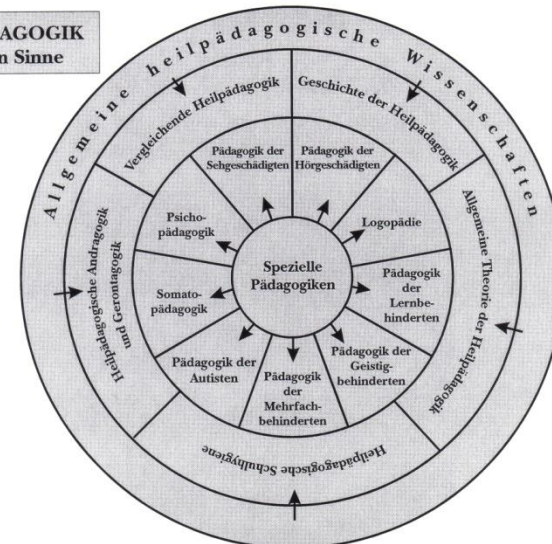 AGOGIK
n Sinne
Allgemeine heilpädagogische Wissenschaften
Vergleichende Heilpädagogik
Geschichte der Heilpädagogik
Allgemeine Theorie der Heilpädagogik
Heilpädagogische Schulhygiene
Heilpädagogische Andragogik
und Gerontagogik
Pädagogik der
Sehgeschädigten
Pädagogik der
Hörgeschädigten
Logopädie
Pädagogik
der
Lernbe-
hinderten
Pädagogik der
Geistig-
behinderten
Pädagogik
der
Mehrfach-
behinderten
Pädagogik der
Autisten
Somato-
pädagogik
Psicho-
pädagogik
Spezielle
Pädagogiken